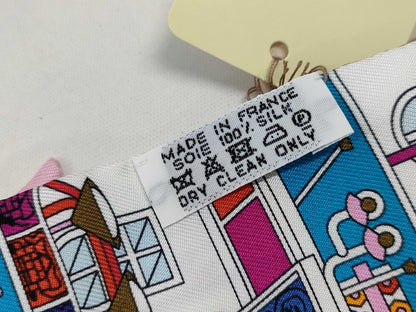 MADE IN FRANCE
SOIE 100% SILK
DRY CLEAN ONLY